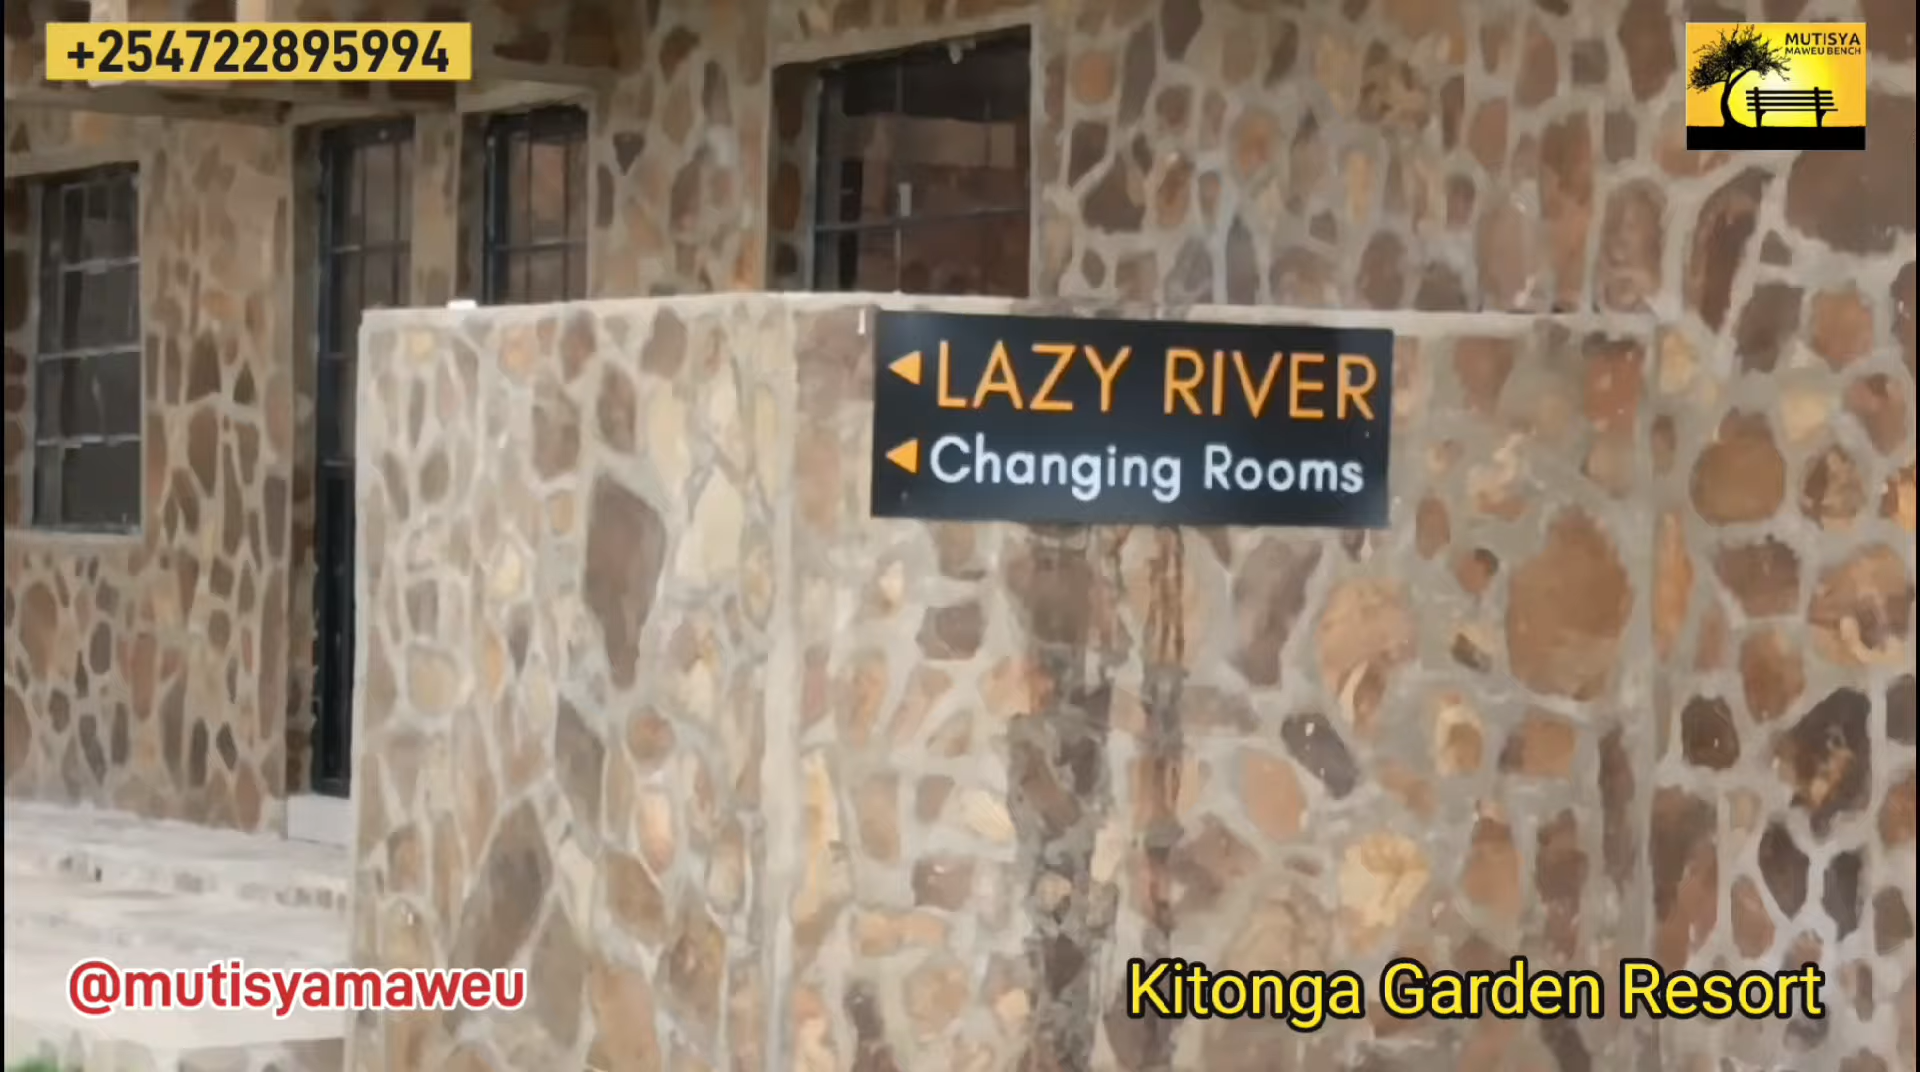 +254722895994
MUTISYA
MAWEU BENCH
LAZY RIVER
Changing Rooms
@mutisyamaweu
Kitonga Garden Resort